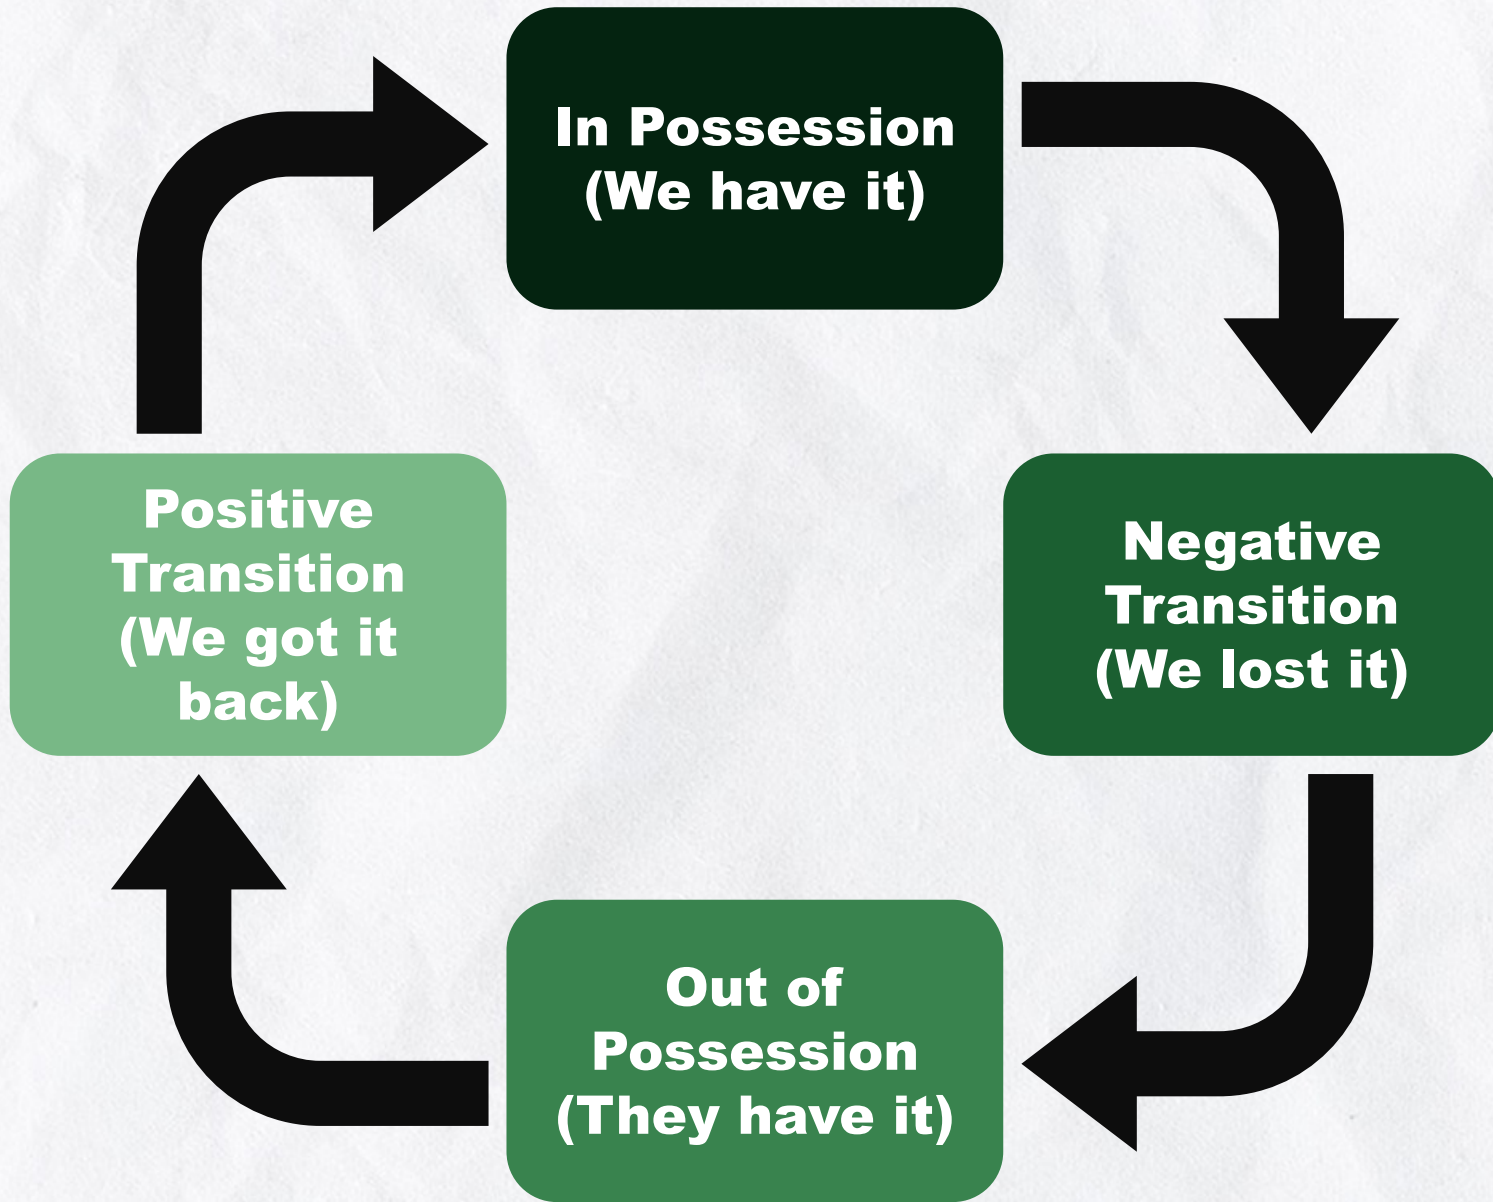 In Possession
(We have it)
Positive
Transition
(We got it
back)
Negative
Transition
(We lost it)
Out of
Possession
(They have it)